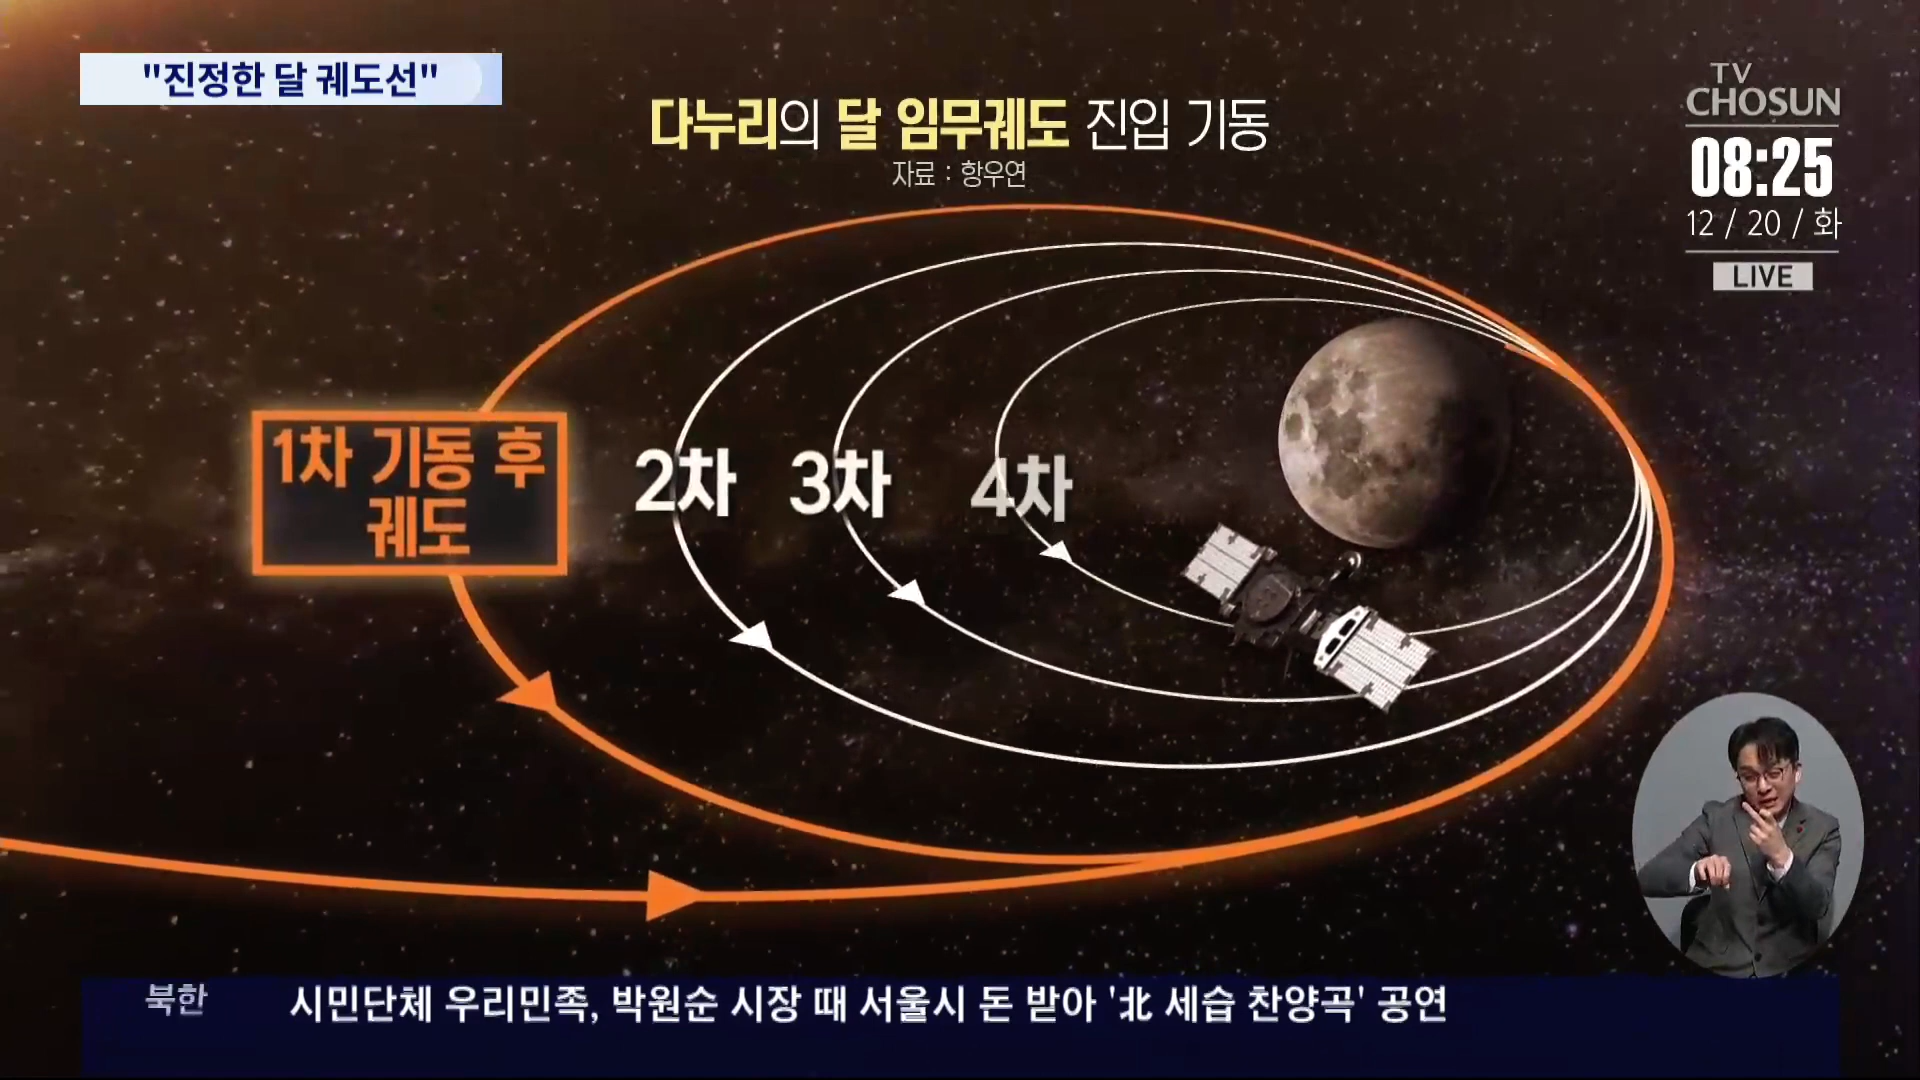 "진정한 달 궤도선"
다누리의 달 임무궤도 진입 기동
자료 : 항우연
TV
CHOSUN
08:25
12 / 20 / 화
LIVE
1차 기동 후
궤도
2차
3차
4차
북한
시민단체 우리민족, 박원순 시장 때 서울시 돈 받아 '北 세습 찬양곡' 공연